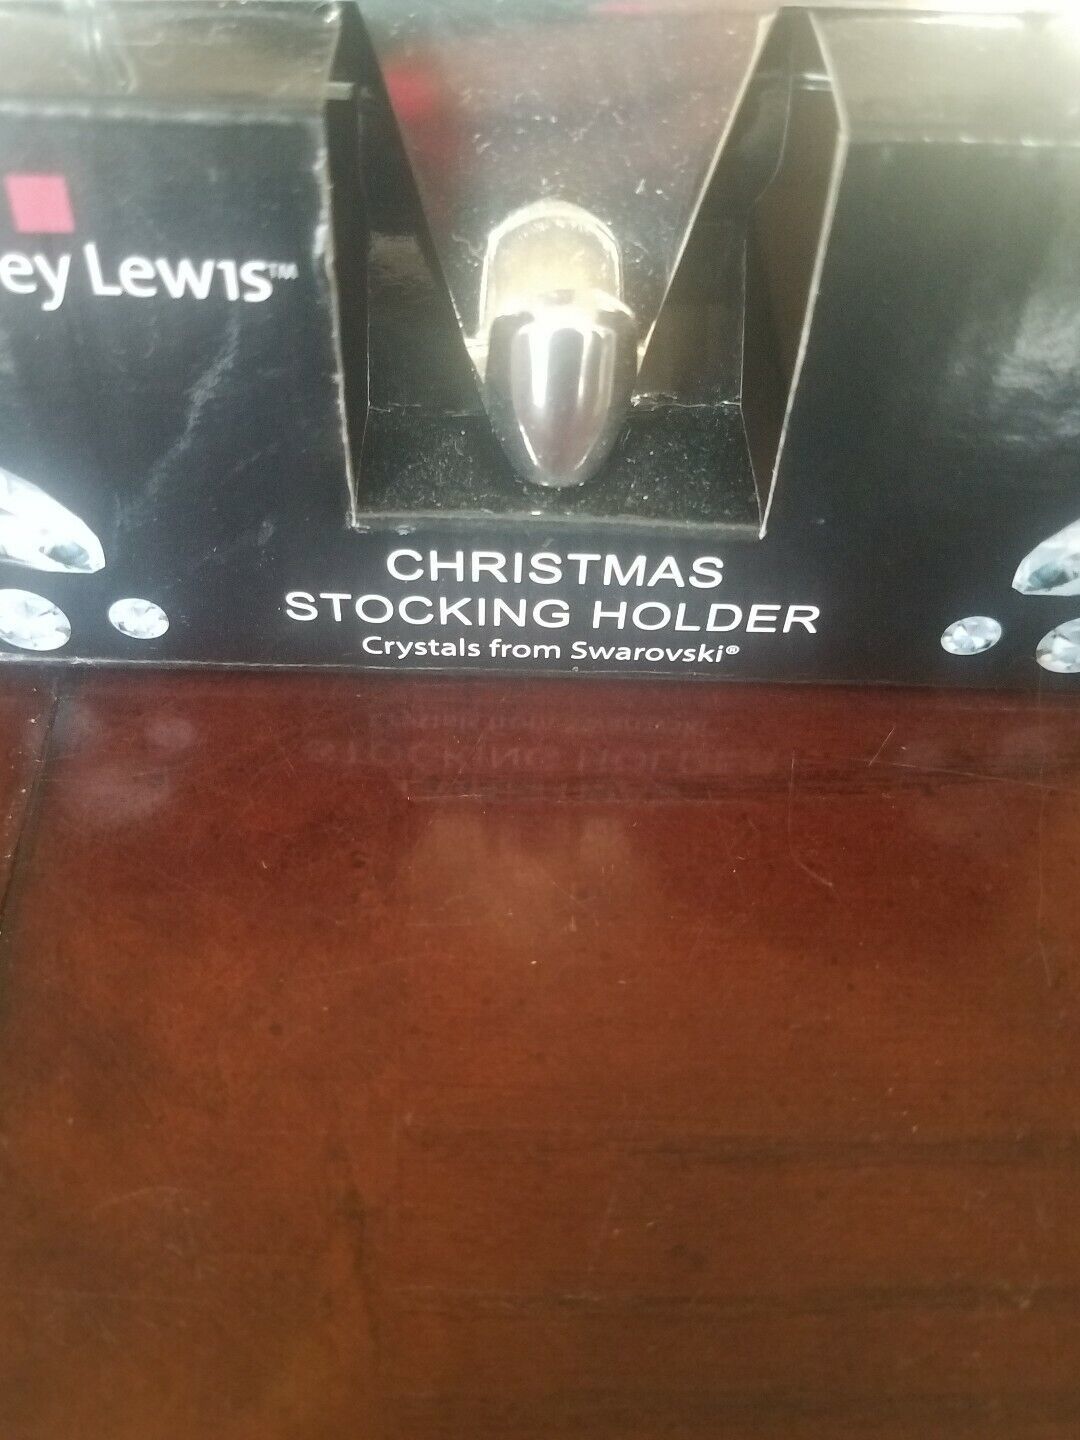 ey Lewis™
CHRISTMAS
STOCKING HOLDER
Crystals from Swarovski®